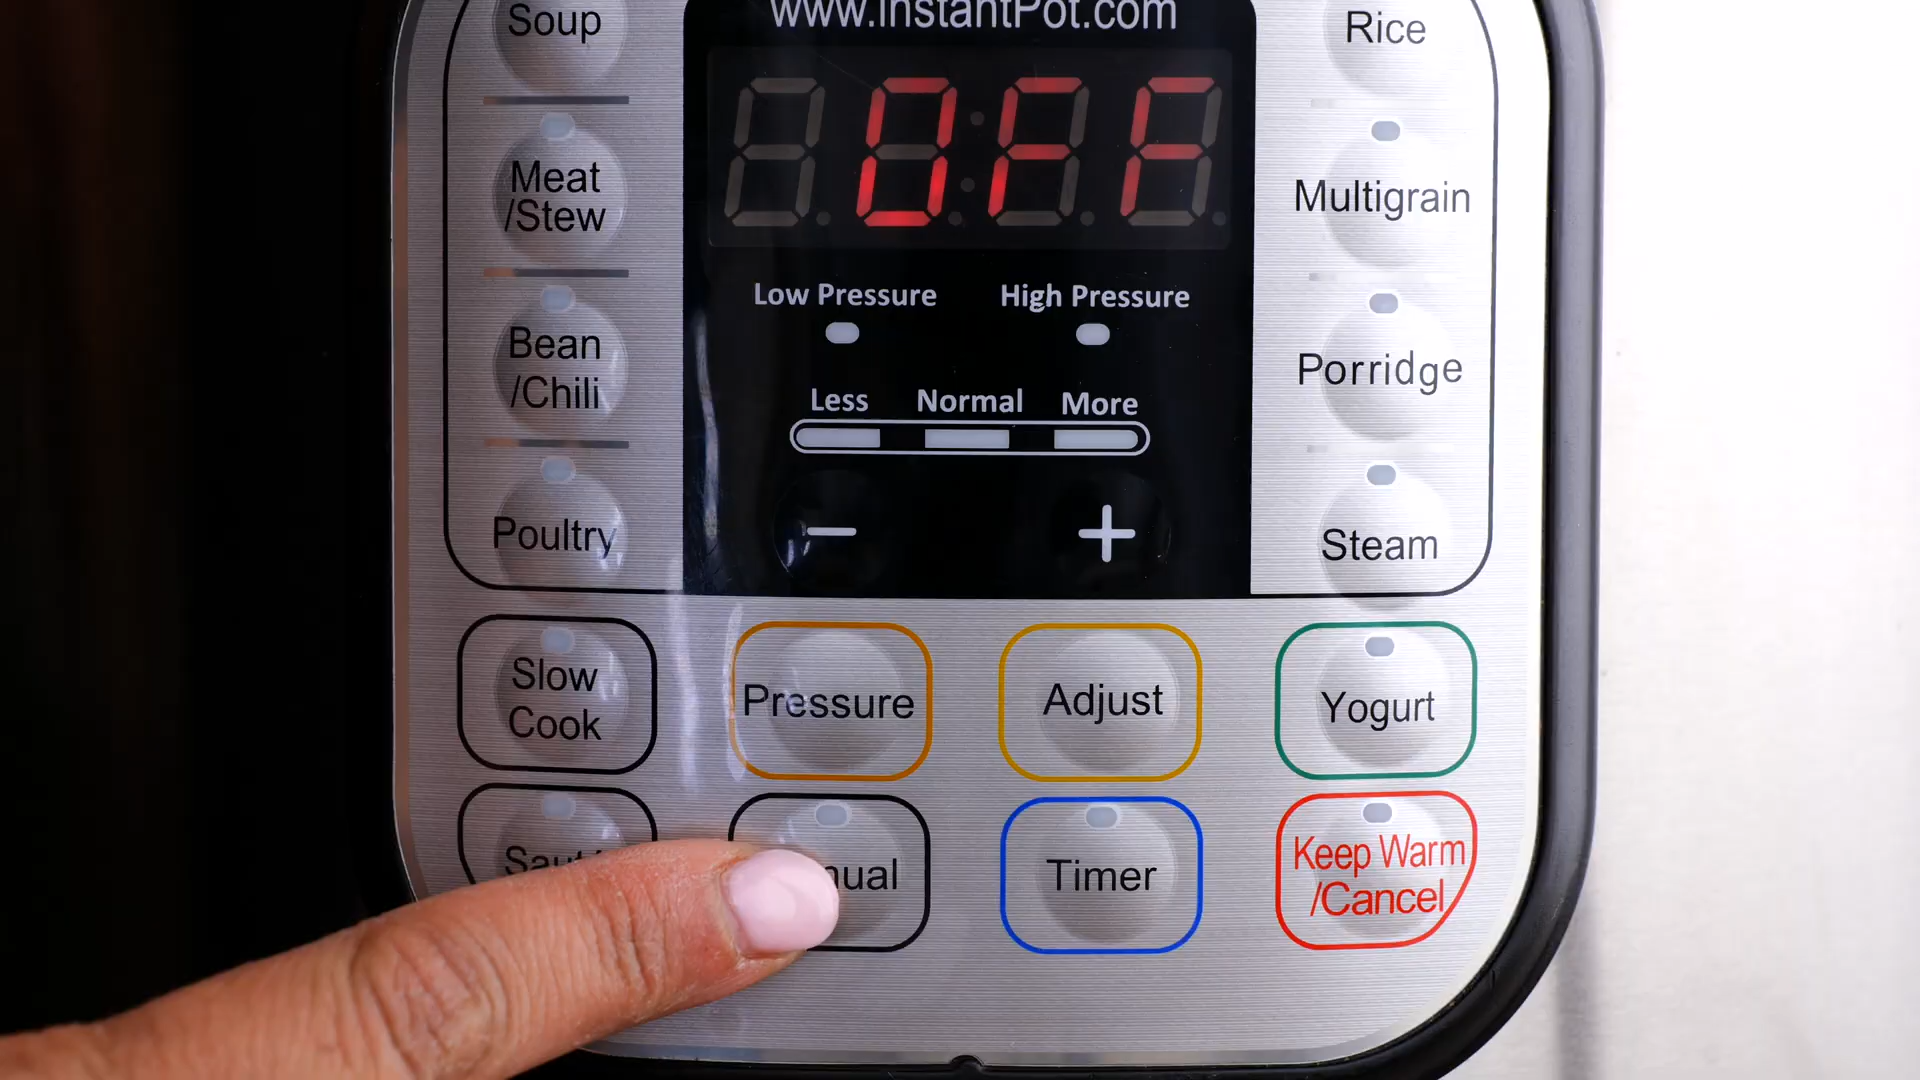 www.InstantPot.com
Soup
OFF
Rice
Meat
/Stew
Multigrain
Low Pressure
High Pressure
Bean
/Chili
Porridge
Less
Normal
More
Poultry
−
+
Steam
Slow
Cook
Pressure
Adjust
Yogurt
Timer
Keep Warm
/Cancel